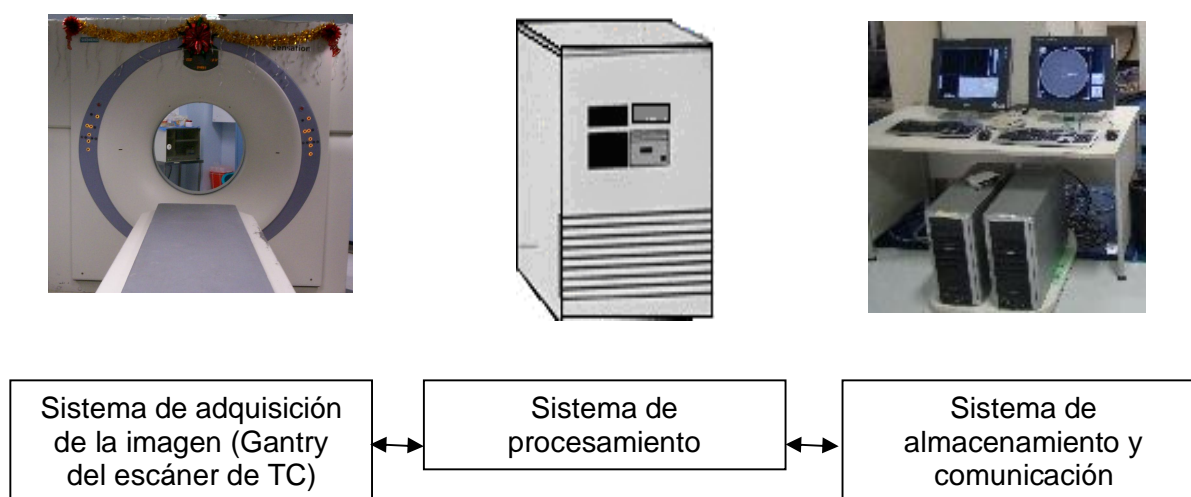 Sistema de adquisición
de la imagen (Gantry
del escáner de TC)
Sistema de
procesamiento
Sistema de
almacenamiento y
comunicación